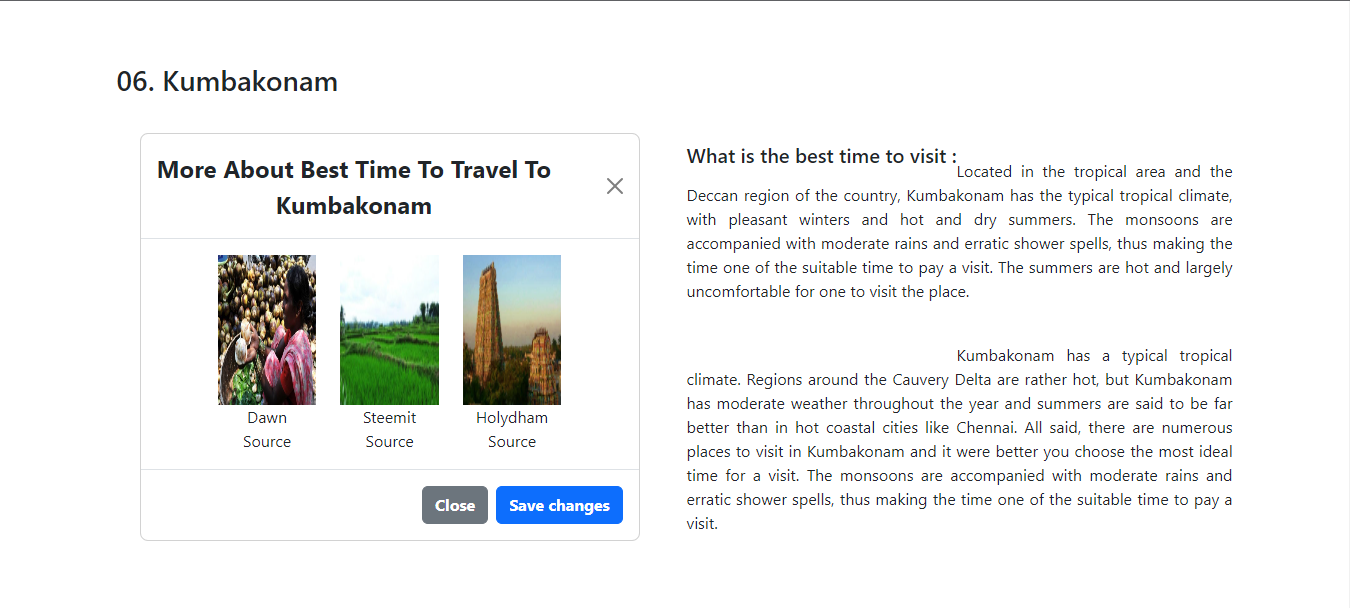 06. Kumbakonam
More About Best Time To Travel To
Kumbakonam
Dawn
Source
Steemit
Source
Holydham
Source
Close
Save changes
What is the best time to visit :
Located in the tropical area and the
Deccan region of the country, Kumbakonam has the typical tropical climate,
with pleasant winters and hot and dry summers. The monsoons are
accompanied with moderate rains and erratic shower spells, thus making the
time one of the suitable time to pay a visit. The summers are hot and largely
uncomfortable for one to visit the place.
Kumbakonam has a typical tropical
climate. Regions around the Cauvery Delta are rather hot, but Kumbakonam
has moderate weather throughout the year and summers are said to be far
better than in hot coastal cities like Chennai. All said, there are numerous
places to visit in Kumbakonam and it were better you choose the most ideal
time for a visit. The monsoons are accompanied with moderate rains and
erratic shower spells, thus making the time one of the suitable time to pay a
visit.